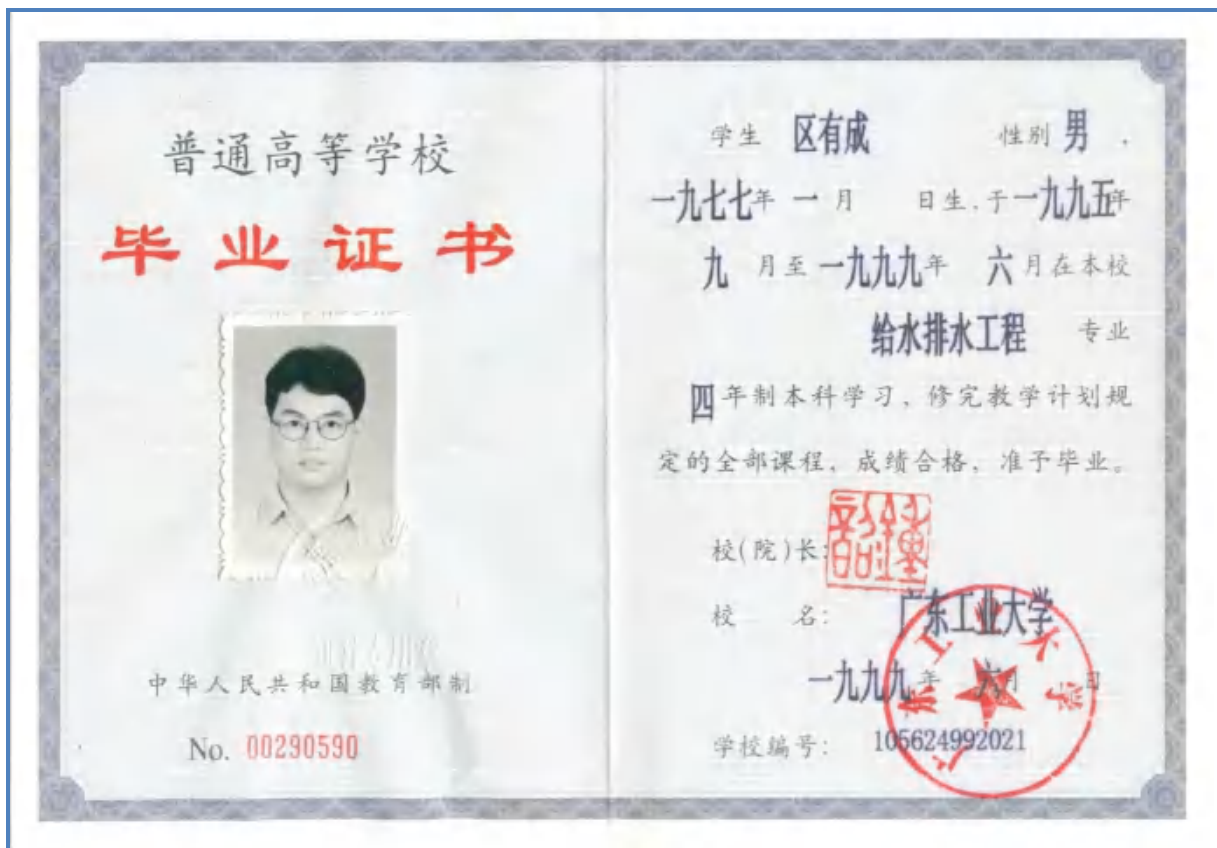 普通高等学校
毕业证书
中华人民共和国教育部制
No. 00290590
学生 区有成 性别 男,
一九七七年 一月 日生,于一九九五年
九 月至一九九九年 六月在本校
给水排水工程 专业
四年制本科学习,修完教学计划规
定的全部课程,成绩合格,准予毕业。
校(院)长:
校 名: 广东工业大学
一九九九年 六月 日
学校编号: 105624992021
广东工业大学